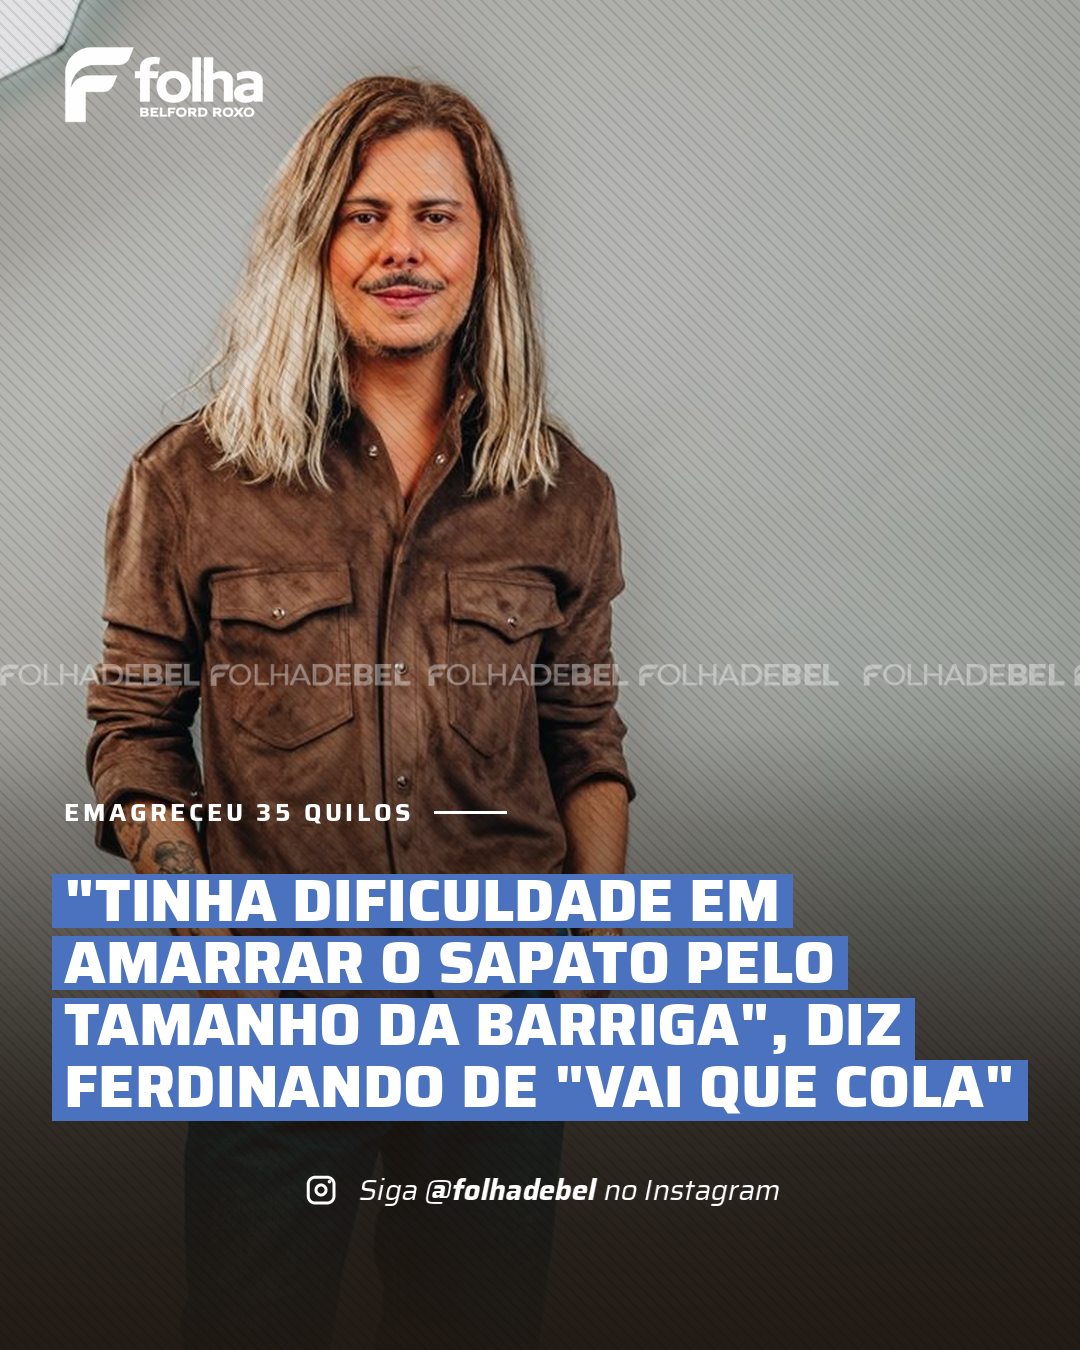 folha
BELFORD ROXO
FOLHADEBEL FOLHADEBEL FOLHADEBEL FOLHADEBEL FOLHADEBEL
EMAGRECEU 35 QUILOS
"TINHA DIFICULDADE EM
AMARRAR O SAPATO PELO
TAMANHO DA BARRIGA", DIZ
FERDINANDO DE "VAI QUE COLA"
Siga @folhadebel no Instagram